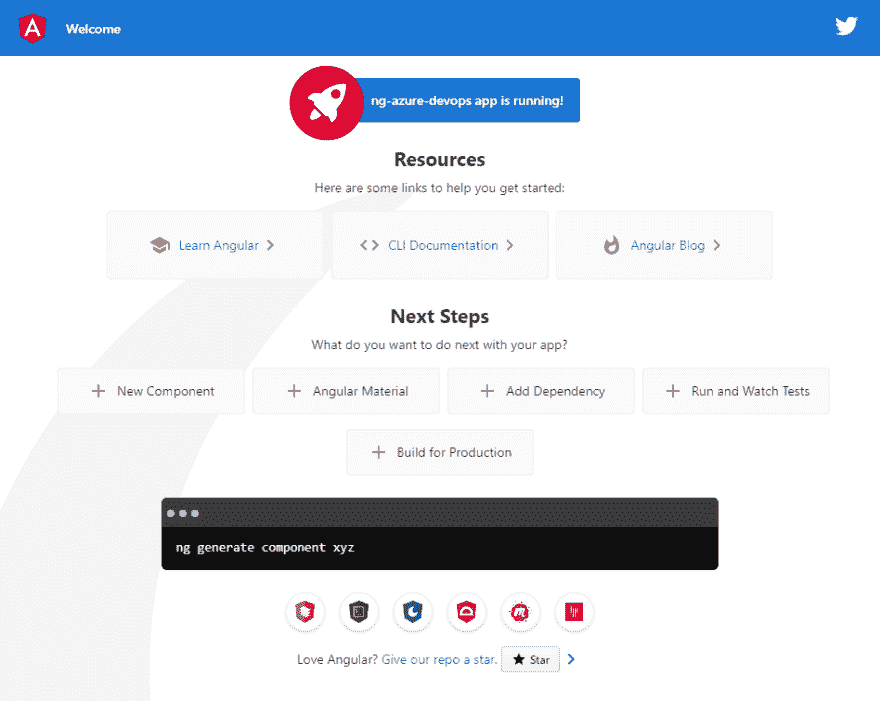 Welcome
ng-azure-devops app is running!
Resources
Here are some links to help you get started:
Learn Angular
CLI Documentation
Angular Blog
Next Steps
What do you want to do next with your app?
New Component
Angular Material
Add Dependency
Run and Watch Tests
Build for Production
ng generate component xyz
Love Angular? Give our repo a star. Star